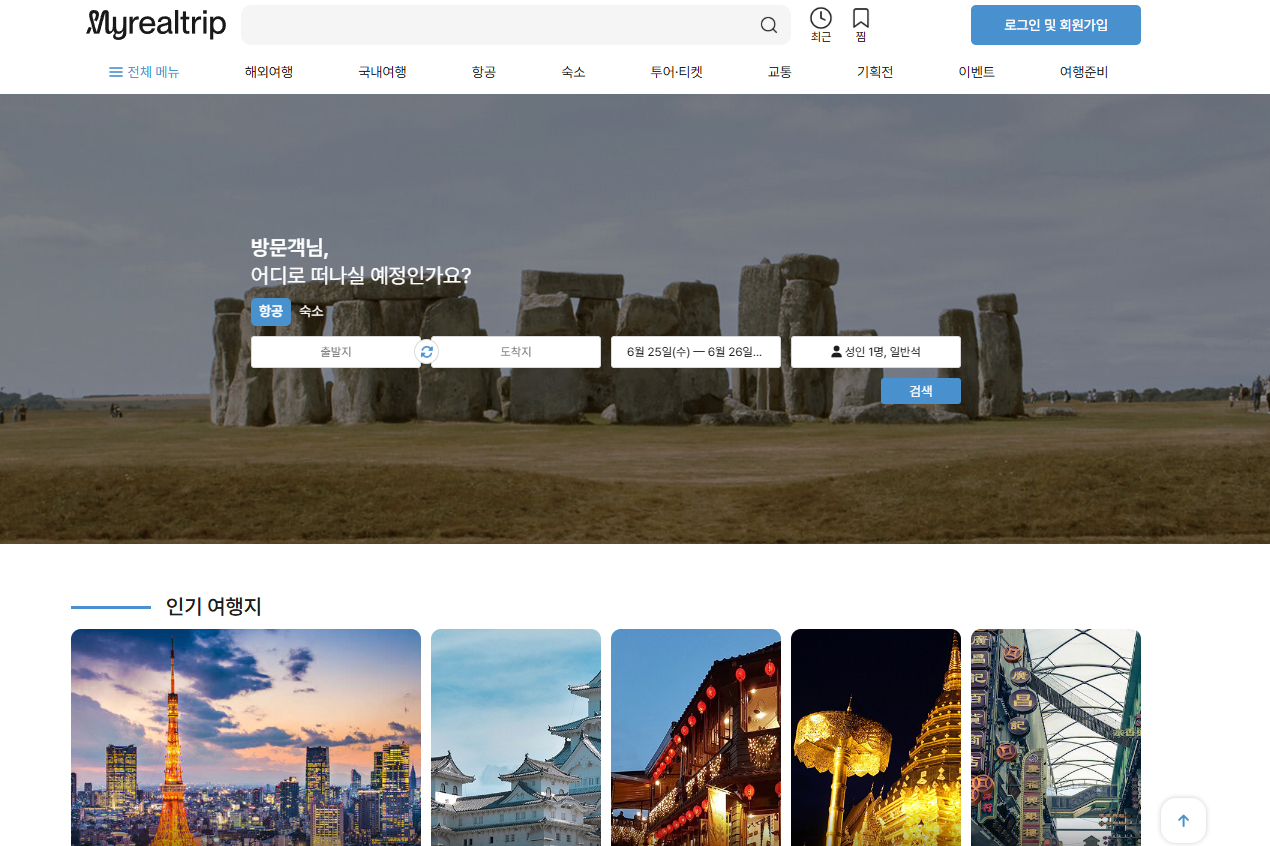 Myrealtrip
최근
찜
로그인 및 회원가입
전체 메뉴
해외여행
국내여행
항공
숙소
투어·티켓
교통
기획전
이벤트
여행준비
방문객님,
어디로 떠나실 예정인가요?
항공
숙소
출발지
도착지
6월 25일(수) — 6월 26일...
성인 1명, 일반석
검색
인기 여행지
廣
昌
記